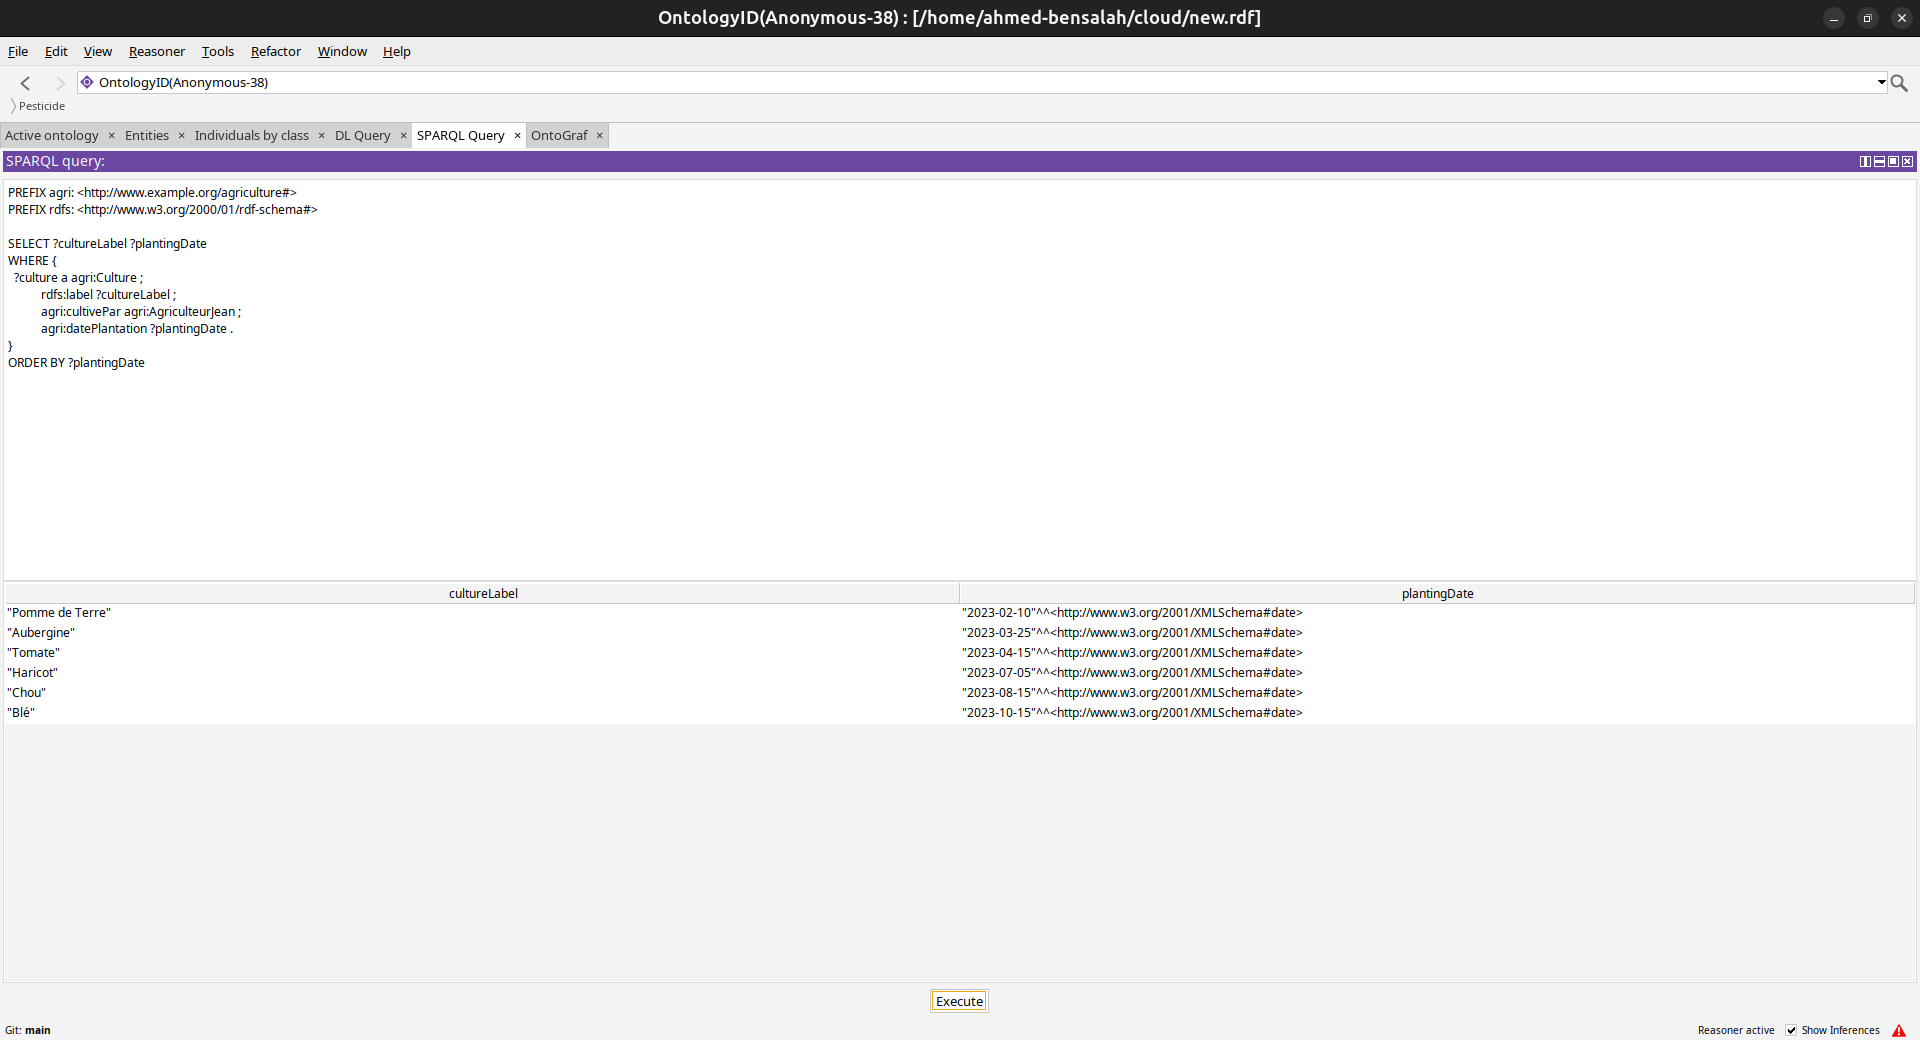 OntologyID(Anonymous-38) : [/home/ahmed-bensalah/cloud/new.rdf]
File Edit View Reasoner Tools Refactor Window Help
OntologyID(Anonymous-38)
Pesticide
Active ontology × Entities × Individuals by class × DL Query × SPARQL Query × OntoGraf ×
SPARQL query:
PREFIX agri: <http://www.example.org/agriculture#>
PREFIX rdfs: <http://www.w3.org/2000/01/rdf-schema#>
SELECT ?cultureLabel ?plantingDate
WHERE {
?culture a agri:Culture ;
rdfs:label ?cultureLabel ;
agri:cultivePar agri:AgriculteurJean ;
agri:datePlantation ?plantingDate .
}
ORDER BY ?plantingDate
cultureLabel plantingDate
"Pomme de Terre" "2023-02-10"^^<http://www.w3.org/2001/XMLSchema#date>
"Aubergine" "2023-03-25"^^<http://www.w3.org/2001/XMLSchema#date>
"Tomate" "2023-04-15"^^<http://www.w3.org/2001/XMLSchema#date>
"Haricot" "2023-07-05"^^<http://www.w3.org/2001/XMLSchema#date>
"Chou" "2023-08-15"^^<http://www.w3.org/2001/XMLSchema#date>
"Blé" "2023-10-15"^^<http://www.w3.org/2001/XMLSchema#date>
Execute
Git: main Reasoner active Show Inferences